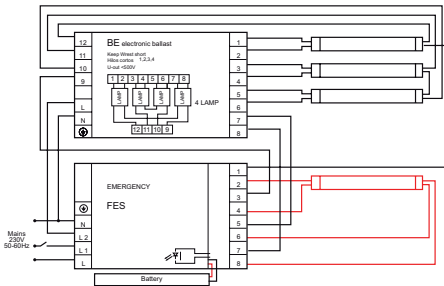 BE electronic ballast
Keep Wrest short
Hilos cortos 1,2,3,4
U-out <500V
12
11
10
9
L
N
1
2
3
4
5
6
7
8
1 2 3 4 5 6 7 8
LAMP
LAMP
LAMP
LAMP
4 LAMP
12 11 10 9
EMERGENCY
FES
N
L 2
L 1
L
1
2
3
4
5
6
7
8
Mains
230V
50-60Hz
Battery